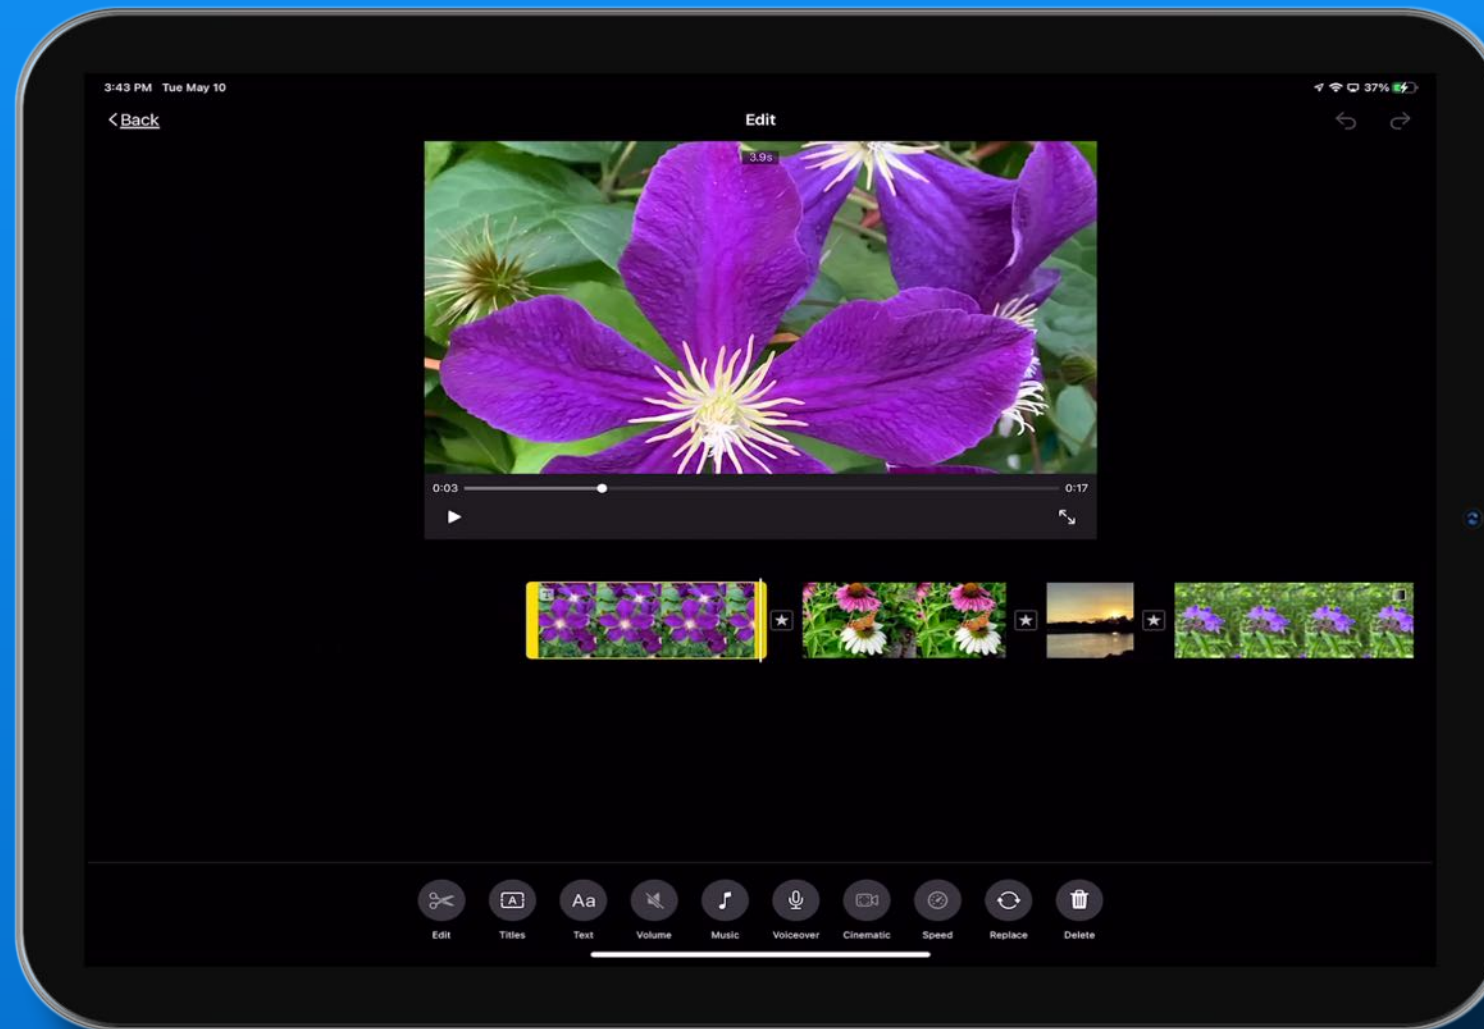 3:43 PM Tue May 10
37%
Back
Edit
3.9s
0:03
0:17
T
A
Aa
Edit
Titles
Text
Volume
Music
Voiceover
Cinematic
Speed
Replace
Delete